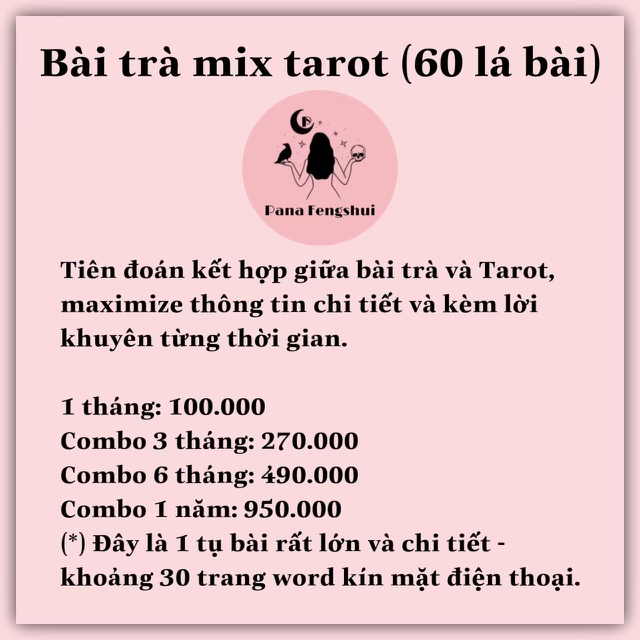 Bài trà mix tarot (60 lá bài)
Pana Fengshui
Tiên đoán kết hợp giữa bài trà và Tarot,
maximize thông tin chi tiết và kèm lời
khuyên từng thời gian.
1 tháng: 100.000
Combo 3 tháng: 270.000
Combo 6 tháng: 490.000
Combo 1 năm: 950.000
(*) Đây là 1 tụ bài rất lớn và chi tiết -
khoảng 30 trang word kín mặt điện thoại.